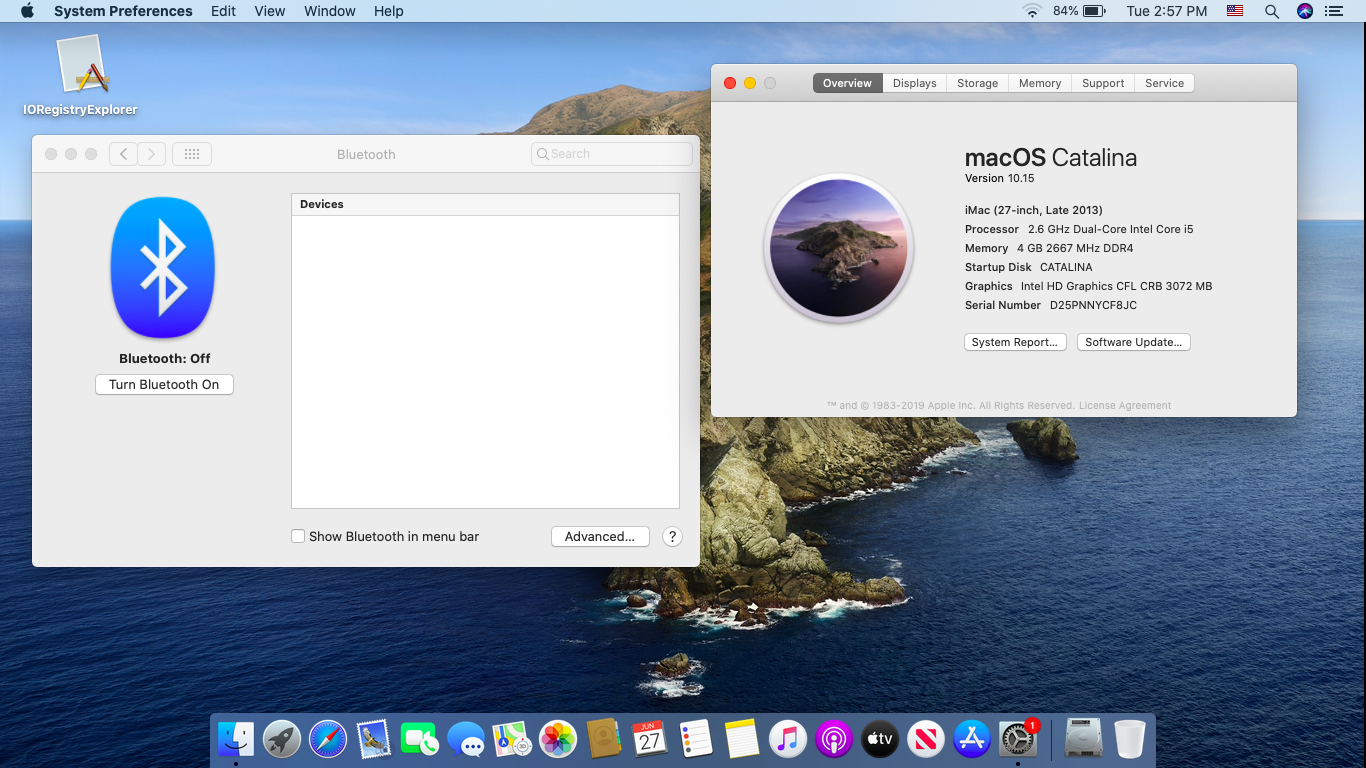 System Preferences Edit View Window Help 84% Tue 2:57 PM
IORegistryExplorer
Bluetooth
Search
Devices
Bluetooth: Off
Turn Bluetooth On
Show Bluetooth in menu bar
Advanced...
?
Overview Displays Storage Memory Support Service
macOS Catalina
Version 10.15
iMac (27-inch, Late 2013)
Processor 2.6 GHz Dual-Core Intel Core i5
Memory 4 GB 2667 MHz DDR4
Startup Disk CATALINA
Graphics Intel HD Graphics CFL CRB 3072 MB
Serial Number D25PNNYCF8JC
System Report...
Software Update...
™ and © 1983-2019 Apple Inc. All Rights Reserved. License Agreement
JUN
27
tv
1